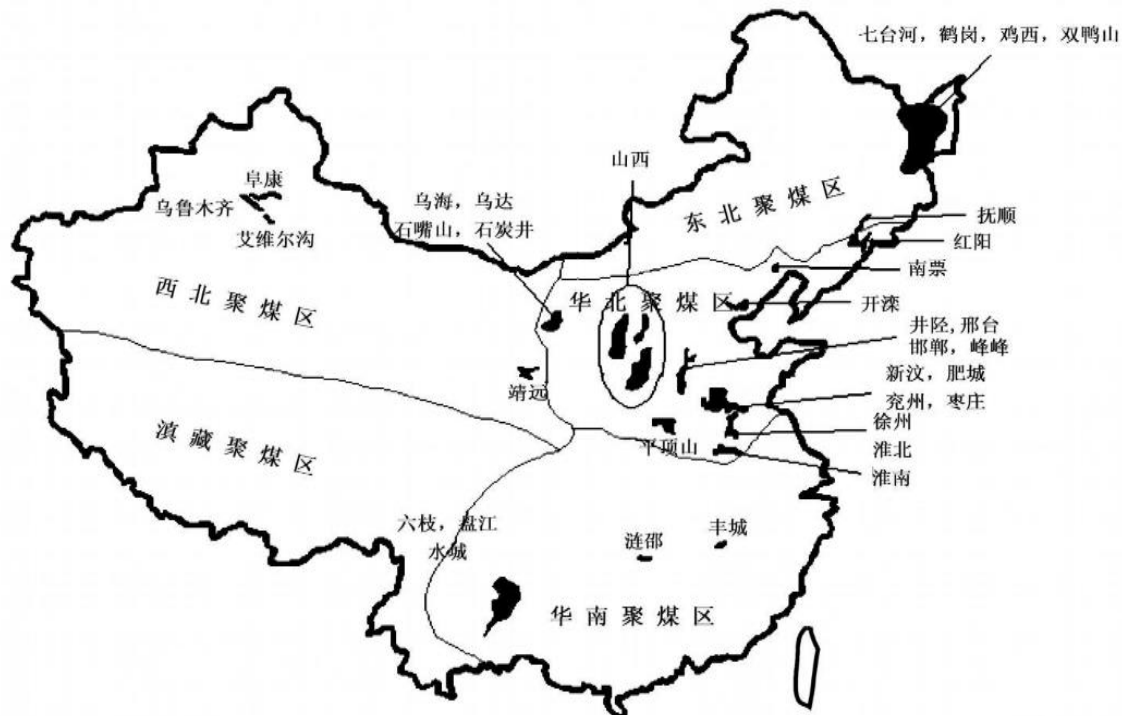 七台河，鹤岗，鸡西，双鸭山
山西
阜康
乌鲁木齐
艾维尔沟
乌海，乌达
石嘴山，石炭井
东北聚煤区
抚顺
红阳
南票
西北聚煤区
华北聚煤区
开滦
井陉,邢台
邯郸，峰峰
靖远
新汶，肥城
兖州，枣庄
徐州
滇藏聚煤区
平顶山
淮北
淮南
六枝，盘江
水城
涟邵
丰城
华南聚煤区